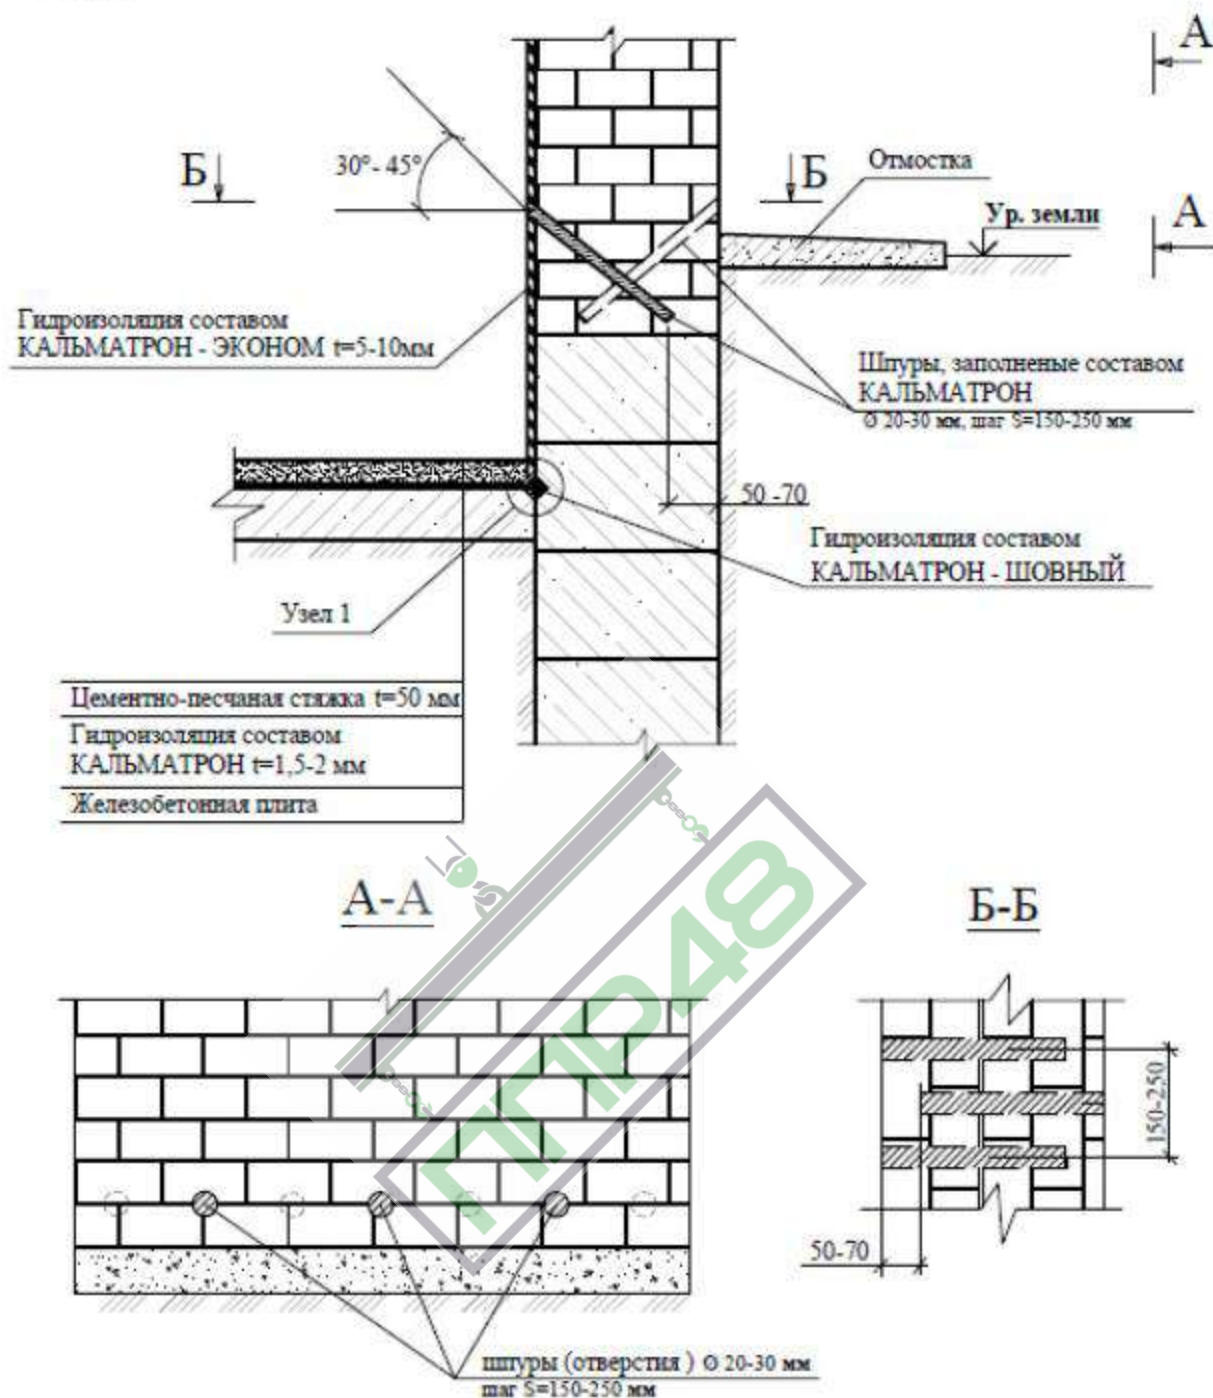 А
Б
30°- 45°
Б
Отмостка
Ур. земли
А
Гидроизоляция составом
КАЛЬМАТРОН - ЭКОНОМ t=5-10мм
Шпуры, заполненые составом
КАЛЬМАТРОН
Ø 20-30 мм, шаг S=150-250 мм
50 -70
Гидроизоляция составом
КАЛЬМАТРОН - ШОВНЫЙ
Узел 1
Цементно-песчаная стяжка t=50 мм
Гидроизоляция составом
КАЛЬМАТРОН t=1,5-2 мм
Железобетонная плита
А-А
Б-Б
ППР48
150-250
50-70
шпуры (отверстия ) Ø 20-30 мм
шаг S=150-250 мм